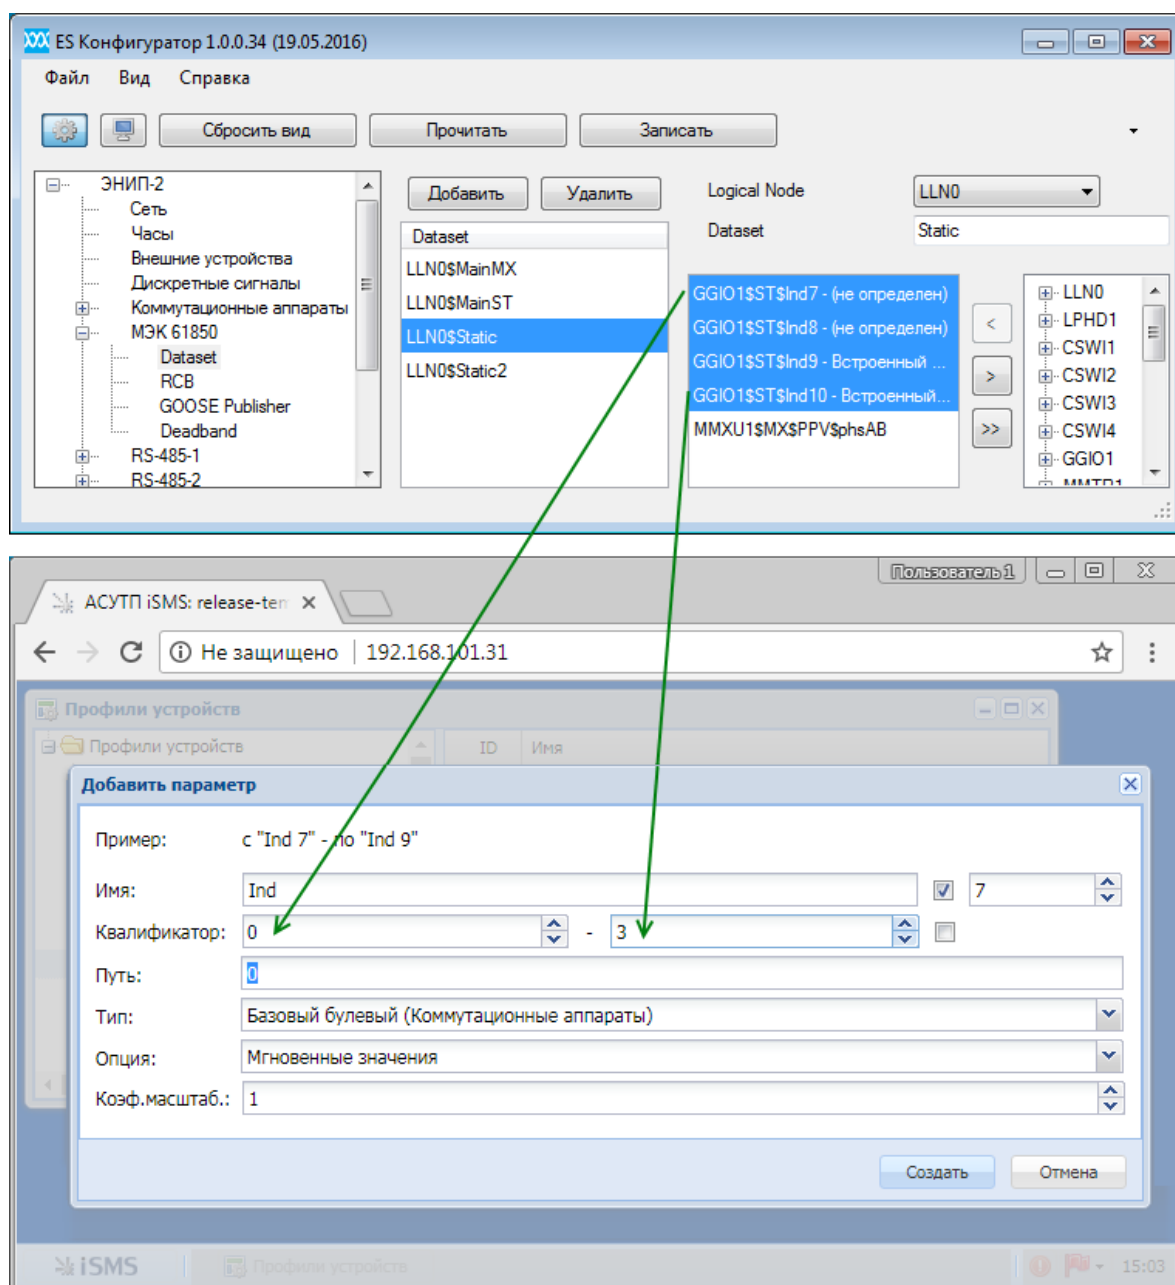 ES Конфигуратор 1.0.0.34 (19.05.2016)
Файл Вид Справка
Сбросить вид Прочитать Записать
ЭНИП-2
Сеть
Часы
Внешние устройства
Дискретные сигналы
Коммутационные аппараты
МЭК 61850
Dataset
RCB
GOOSE Publisher
Deadband
RS-485-1
RS-485-2
Добавить Удалить
Dataset
LLN0$MainMX
LLN0$MainST
LLN0$Static
LLN0$Static2
Logical Node LLN0
Dataset Static
GGIO1$ST$Ind7 - (не определен)
GGIO1$ST$Ind8 - (не определен)
GGIO1$ST$Ind9 - Встроенный ...
GGIO1$ST$Ind10 - Встроенный...
MMXU1$MX$PPV$phsAB
<
>
>>
LLN0
LPHD1
CSWI1
CSWI2
CSWI3
CSWI4
GGIO1
MMTR1
Пользователь 1
АСУТП iSMS: release-tem
Не защищено | 192.168.101.31
Профили устройств
Профили устройств ID Имя
Добавить параметр
Пример: с "Ind 7" - по "Ind 9"
Имя: Ind 7
Квалификатор: 0 - 3
Путь: 0
Тип: Базовый булевый (Коммутационные аппараты)
Опция: Мгновенные значения
Коэф.масштаб.: 1
Создать Отмена
iSMS Профили устройств 15:03